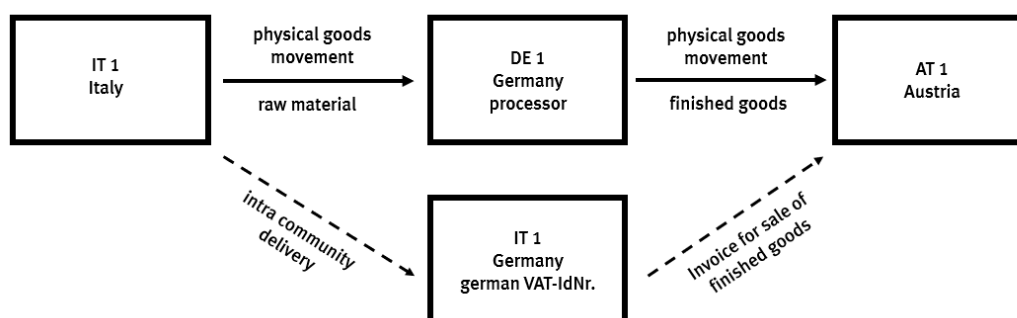 IT 1
Italy
physical goods
movement
raw material
DE 1
Germany
processor
physical goods
movement
finished goods
AT 1
Austria
intra community
delivery
IT 1
Germany
german VAT-IdNr.
Invoice for sale of
finished goods